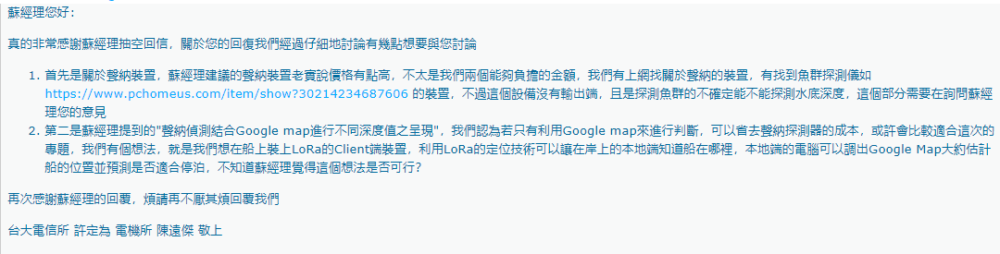 蘇經理您好:
真的非常感謝蘇經理抽空回信，關於您的回復我們經過仔細地討論有幾點想要與您討論
1. 首先是關於聲納裝置，蘇經理建議的聲納裝置老實說價格有點高，不太是我們兩個能夠負擔的金額，我們有上網找關於聲納的裝置，有找到魚群探測儀如
https://www.pchomeus.com/item/show?30214234687606 的裝置，不過這個設備沒有輸出端，且是探測魚群的不確定能不能探測水底深度，這個部分需要在詢問蘇經
理您的意見
2. 第二是蘇經理提到的"聲納偵測結合Google map進行不同深度值之呈現"，我們認為若只有利用Google map來進行判斷，可以省去聲納探測器的成本，或許會比較適合這次的
專題，我們有個想法，就是我們想在船上裝上LoRa的Client端裝置，利用LoRa的定位技術可以讓在岸上的本地端知道船在哪裡，本地端的電腦可以調出Google Map大約估計
船的位置並預測是否適合停泊，不知道蘇經理覺得這個想法是否可行?
再次感謝蘇經理的回覆，煩請再不厭其煩回覆我們
台大電信所 許定為 電機所 陳遠傑 敬上